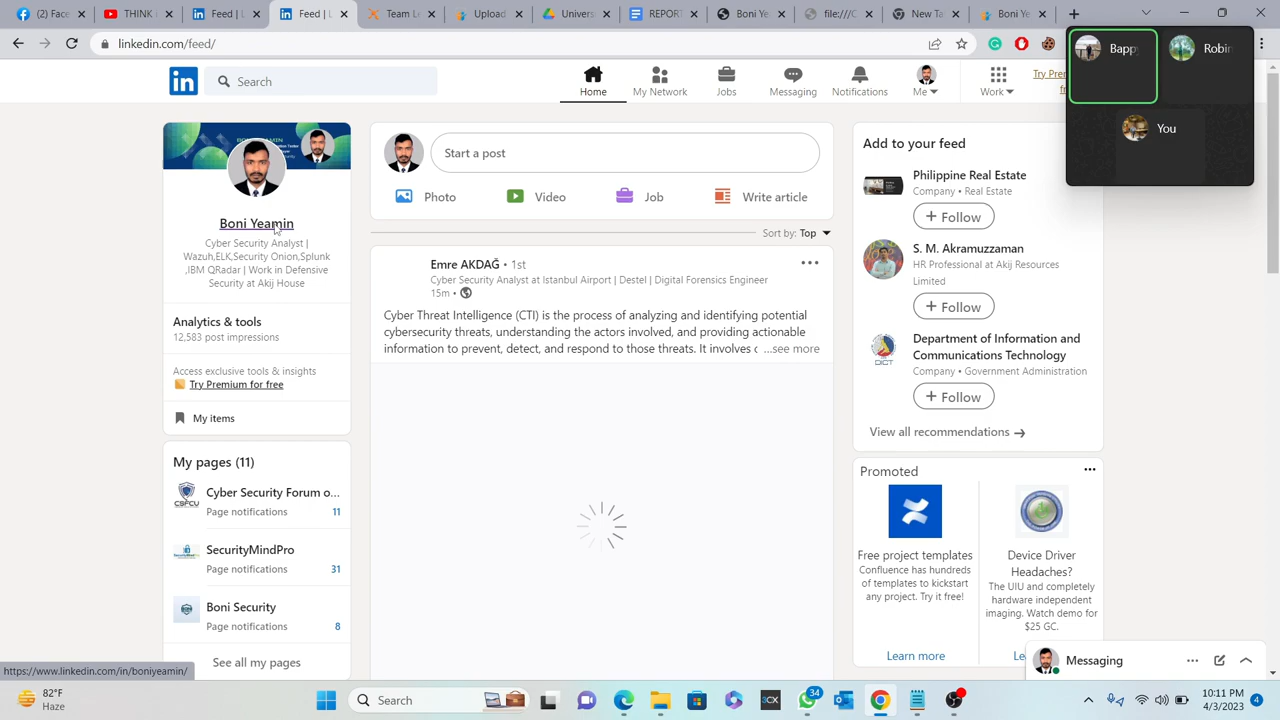 (2) Face
THINK
Feed |
Feed | L
Team Le
Upload
Univers
REPORT
Boni Ye
file:///C
New Ta
Boni Ye
linkedin.com/feed/
Bappy
Robin
You
Search
Home
My Network
Jobs
Messaging
Notifications
Me
Work
Try Pren
fr
Boni Yeamin
Cyber Security Analyst |
Wazuh,ELK,Security Onion,Splunk
,IBM QRadar | Work in Defensive
Security at Akij House
Analytics & tools
12,583 post impressions
Access exclusive tools & insights
Try Premium for free
My items
My pages (11)
Cyber Security Forum o...
Page notifications 11
SecurityMindPro
Page notifications 31
Boni Security
Page notifications 8
See all my pages
Start a post
Photo Video Job Write article
Sort by: Top
Emre AKDAĞ • 1st
Cyber Security Analyst at Istanbul Airport | Destel | Digital Forensics Engineer
15m •
Cyber Threat Intelligence (CTI) is the process of analyzing and identifying potential
cybersecurity threats, understanding the actors involved, and providing actionable
information to prevent, detect, and respond to those threats. It involves c ...see more
Add to your feed
Philippine Real Estate
Company • Real Estate
+ Follow
S. M. Akramuzzaman
HR Professional at Akij Resources
Limited
+ Follow
Department of Information and
Communications Technology
Company • Government Administration
DICT
+ Follow
View all recommendations →
Promoted
Free project templates
Confluence has hundreds
of templates to kickstart
any project. Try it free!
Learn more
Device Driver
Headaches?
The UIU and completely
hardware independent
imaging. Watch demo for
$25 GC.
Le
Messaging
https://www.linkedin.com/in/boniyeamin/
82°F
Haze
Search
34
10:11 PM
4/3/2023
4